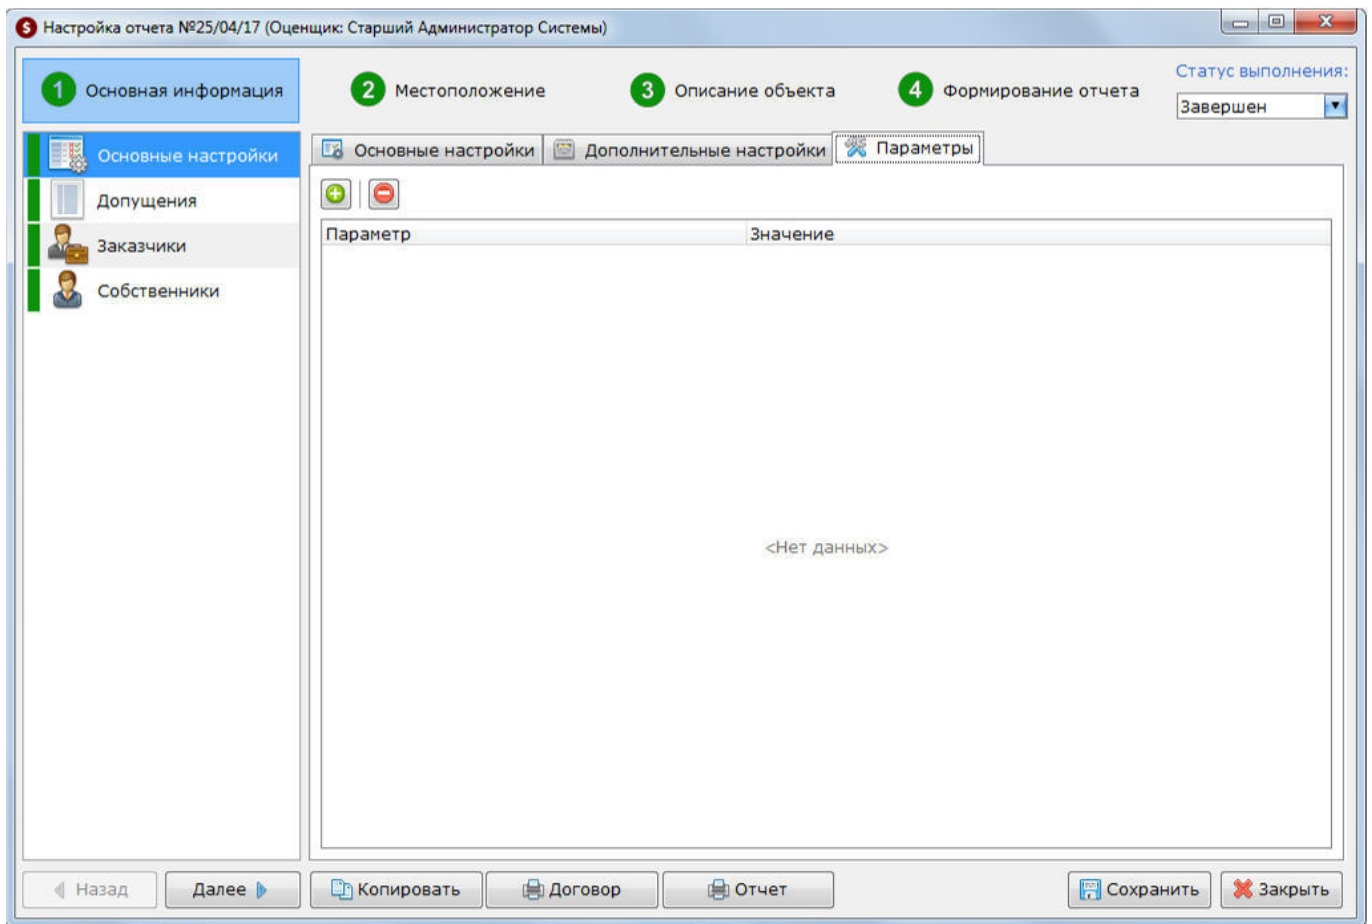 Настройка отчета №25/04/17 (Оценщик: Старший Администратор Системы)
1 Основная информация
2 Местоположение
3 Описание объекта
4 Формирование отчета
Статус выполнения:
Завершен
Основные настройки
Допущения
Заказчики
Собственники
Основные настройки
Дополнительные настройки
Параметры
Параметр Значение
<Нет данных>
Назад
Далее
Копировать
Договор
Отчет
Сохранить
Закрыть